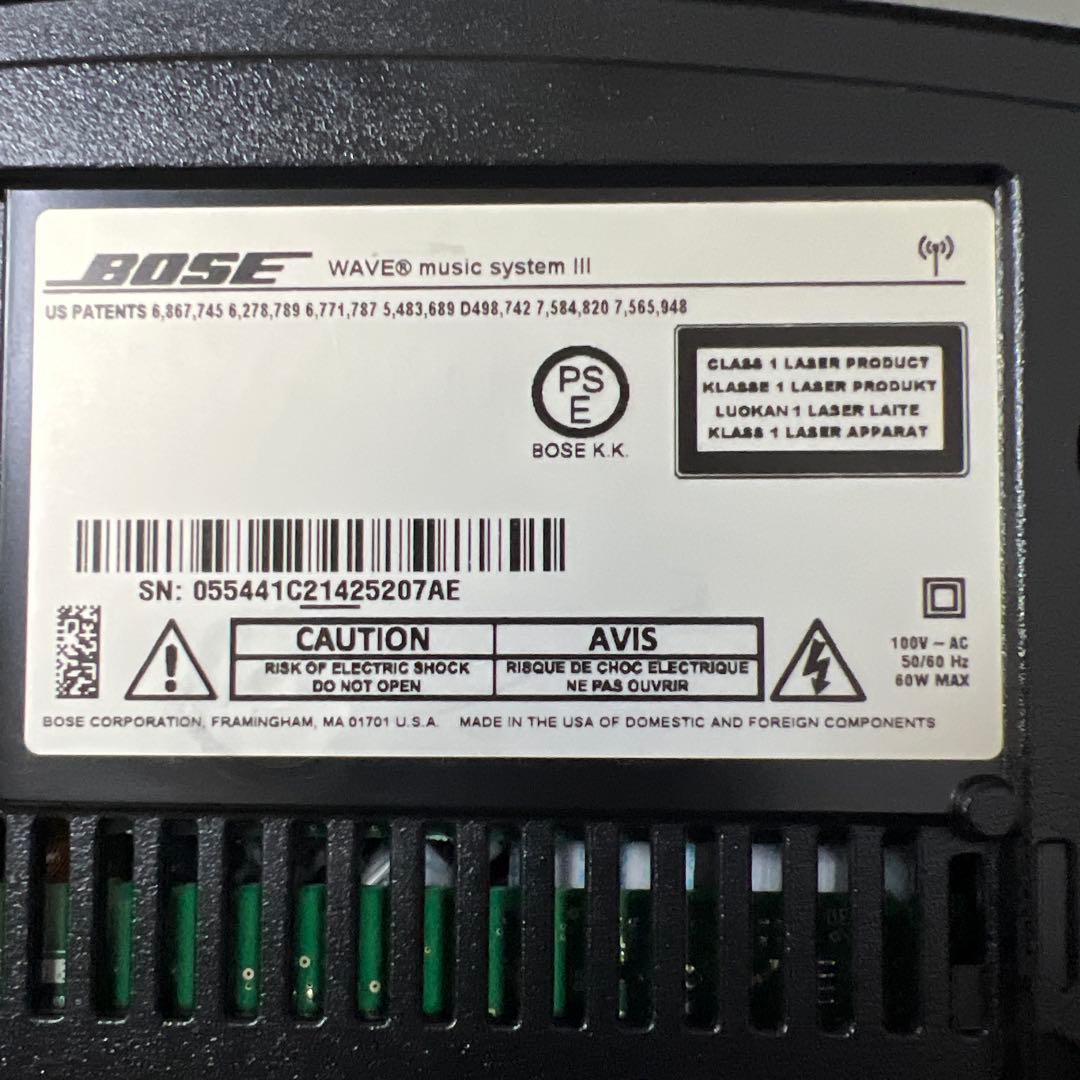 BOSE WAVE® music system III
US PATENTS 6,867,745 6,278,789 6,771,787 5,483,689 D498,742 7,584,820 7,565,948
PS
E
BOSE K.K.
CLASS 1 LASER PRODUCT
KLASSE 1 LASER PRODUKT
LUOKAN 1 LASER LAITE
KLASS 1 LASER APPARAT
SN: 055441C21425207AE
CAUTION
RISK OF ELECTRIC SHOCK
DO NOT OPEN
AVIS
RISQUE DE CHOC ELECTRIQUE
NE PAS OUVRIR
100V ~ AC
50/60 Hz
60W MAX
BOSE CORPORATION, FRAMINGHAM, MA 01701 U.S.A. MADE IN THE USA OF DOMESTIC AND FOREIGN COMPONENTS